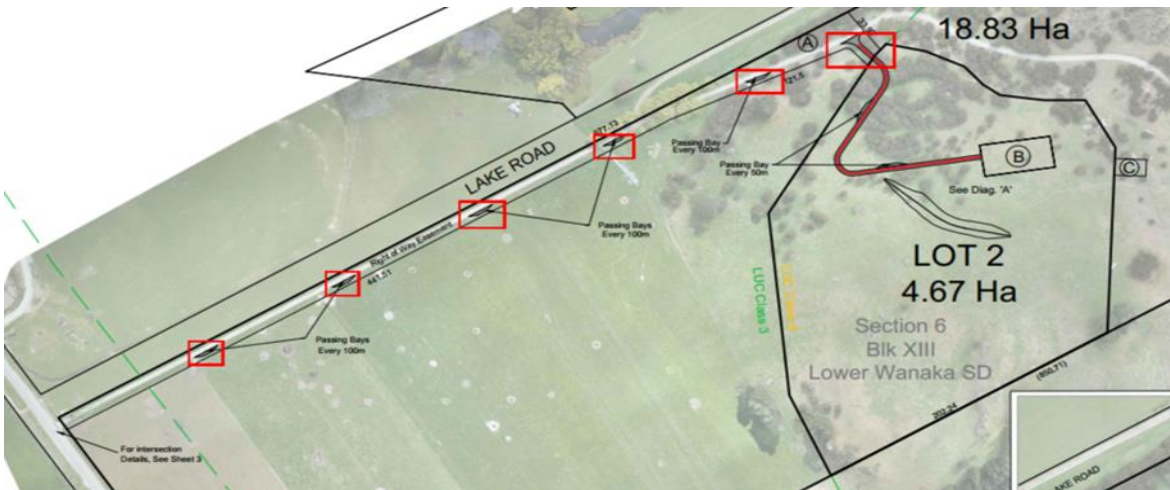 18.83 Ha
A
121.5
577.13
LAKE ROAD
Passing Bay
Every 100m
Passing Bay
Every 50m
B
C
See Diag. 'A'
Passing Bays
Every 100m
Right of Way Easement
441.51
LOT 2
4.67 Ha
LUC Class 3
Section 6
Blk XIII
Lower Wanaka SD
Passing Bays
Every 100m
(950.71)
203.24
For intersection
Details, See Sheet 3
LAKE ROAD